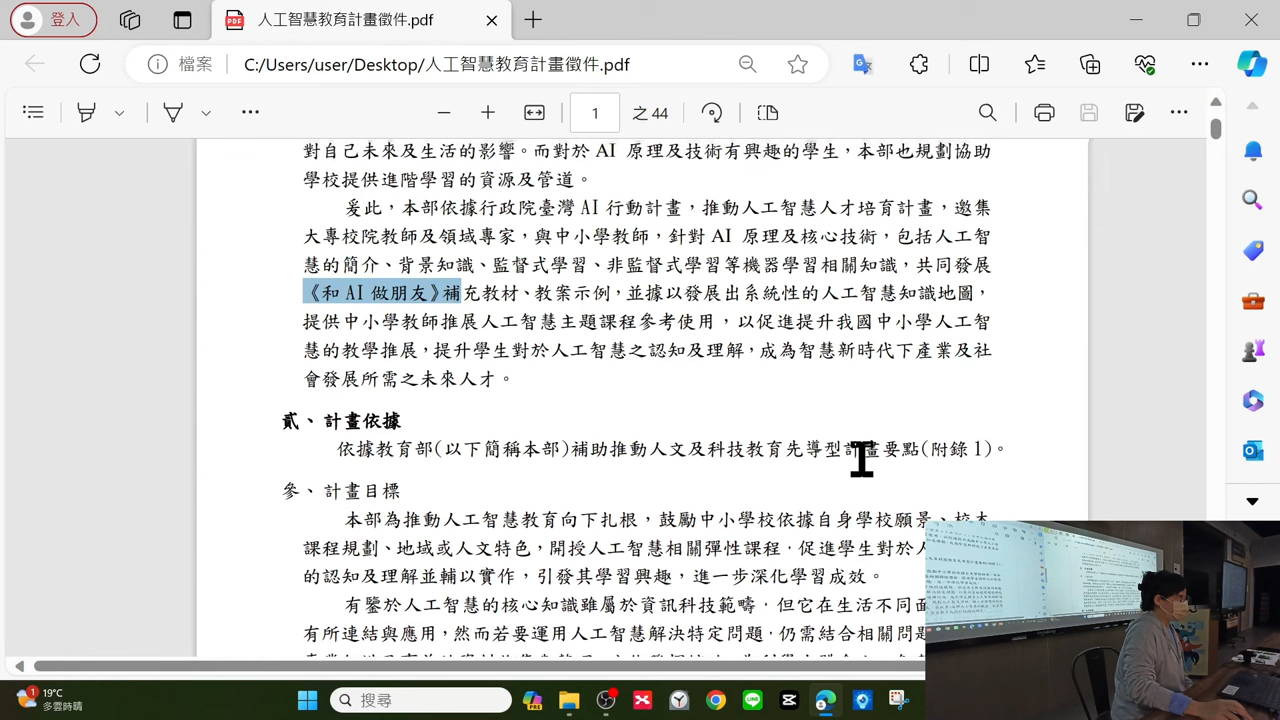 登入
人工智慧教育計畫徵件.pdf
檔案
C:/Users/user/Desktop/人工智慧教育計畫徵件.pdf
1 之 44
對自己未來及生活的影響。而對於 AI 原理及技術有興趣的學生，本部也規劃協助
學校提供進階學習的資源及管道。
爰此，本部依據行政院臺灣 AI 行動計畫，推動人工智慧人才培育計畫，邀集
大專校院教師及領域專家，與中小學教師，針對 AI 原理及核心技術，包括人工智
慧的簡介、背景知識、監督式學習、非監督式學習等機器學習相關知識，共同發展
《和 AI 做朋友》補充教材、教案示例，並據以發展出系統性的人工智慧知識地圖，
提供中小學教師推展人工智慧主題課程參考使用，以促進提升我國中小學人工智
慧的教學推展，提升學生對於人工智慧之認知及理解，成為智慧新時代下產業及社
會發展所需之未來人才。
貳、計畫依據
依據教育部(以下簡稱本部)補助推動人文及科技教育先導型計畫要點(附錄 1)。
參、計畫目標
本部為推動人工智慧教育向下扎根，鼓勵中小學校依據自身學校願景、校本
課程規劃、地域或人文特色，開授人工智慧相關彈性課程，促進學生對於人
的認知及理解並輔以實作，引發其學習興趣，進一步深化學習成效。
有鑒於人工智慧的核心知識雖屬於資訊科技範疇，但它在生活不同面
有所連結與應用，然而若要運用人工智慧解決特定問題，仍需結合相關問題
19°C
多雲時晴
搜尋